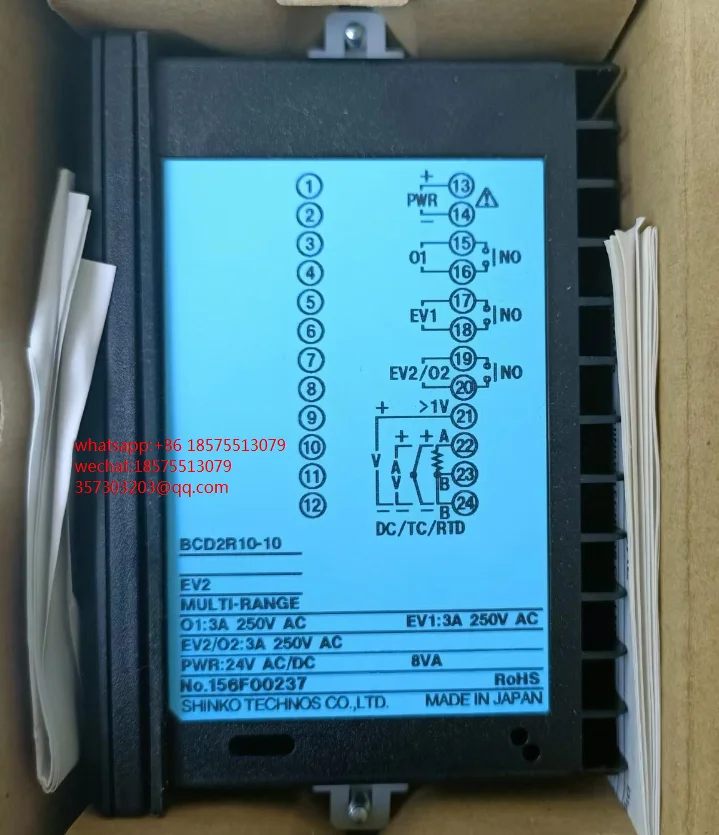 1
2
3
4
5
6
7
8
9
10
11
12
+ 13
PWR
− 14
15
O1 NO
16
17
EV1 NO
18
19
EV2/O2 NO
20
+ >1V 21
+ + A 22
V A V B 23
− − − B 24
DC/TC/RTD
whatsapp:+36 18575513079
wechat:18575513079
357303203@qq.com
BCD2R10-10
EV2
MULTI-RANGE
O1:3A 250V AC EV1:3A 250V AC
EV2/O2:3A 250V AC
PWR:24V AC/DC 8VA
No.156F00237 RoHS
SHINKO TECHNOS CO.,LTD. MADE IN JAPAN